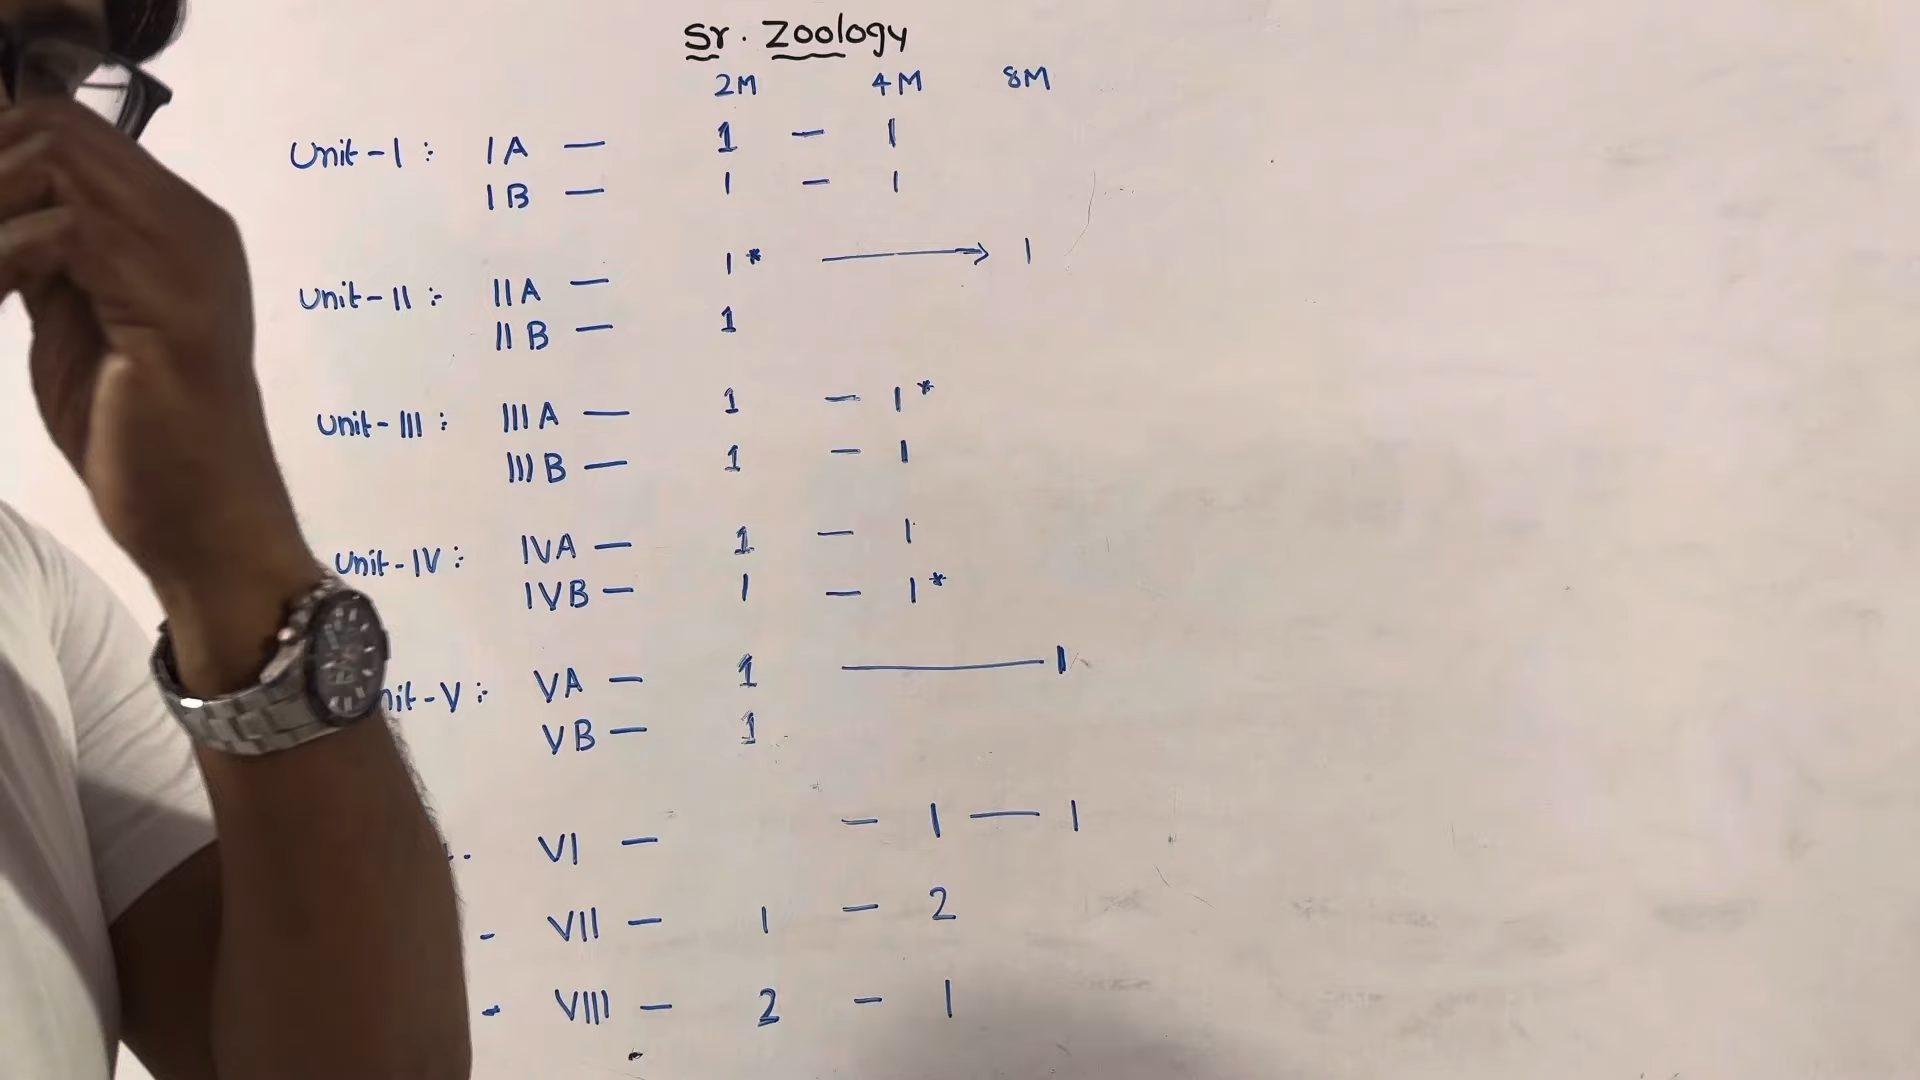 Sr. Zoology
2M 4M 8M
Unit-I : IA — 1 — 1
IB — 1 — 1
Unit-II :- IIA — 1* → 1
IIB — 1
Unit-III : IIIA — 1 — 1*
IIIB — 1 — 1
Unit-IV :- IVA — 1 — 1
IVB — 1 — 1*
nit-V :- VA — 1 — 1
VB — 1
VI — — 1 — 1
- VII — 1 — 2
- VIII — 2 — 1